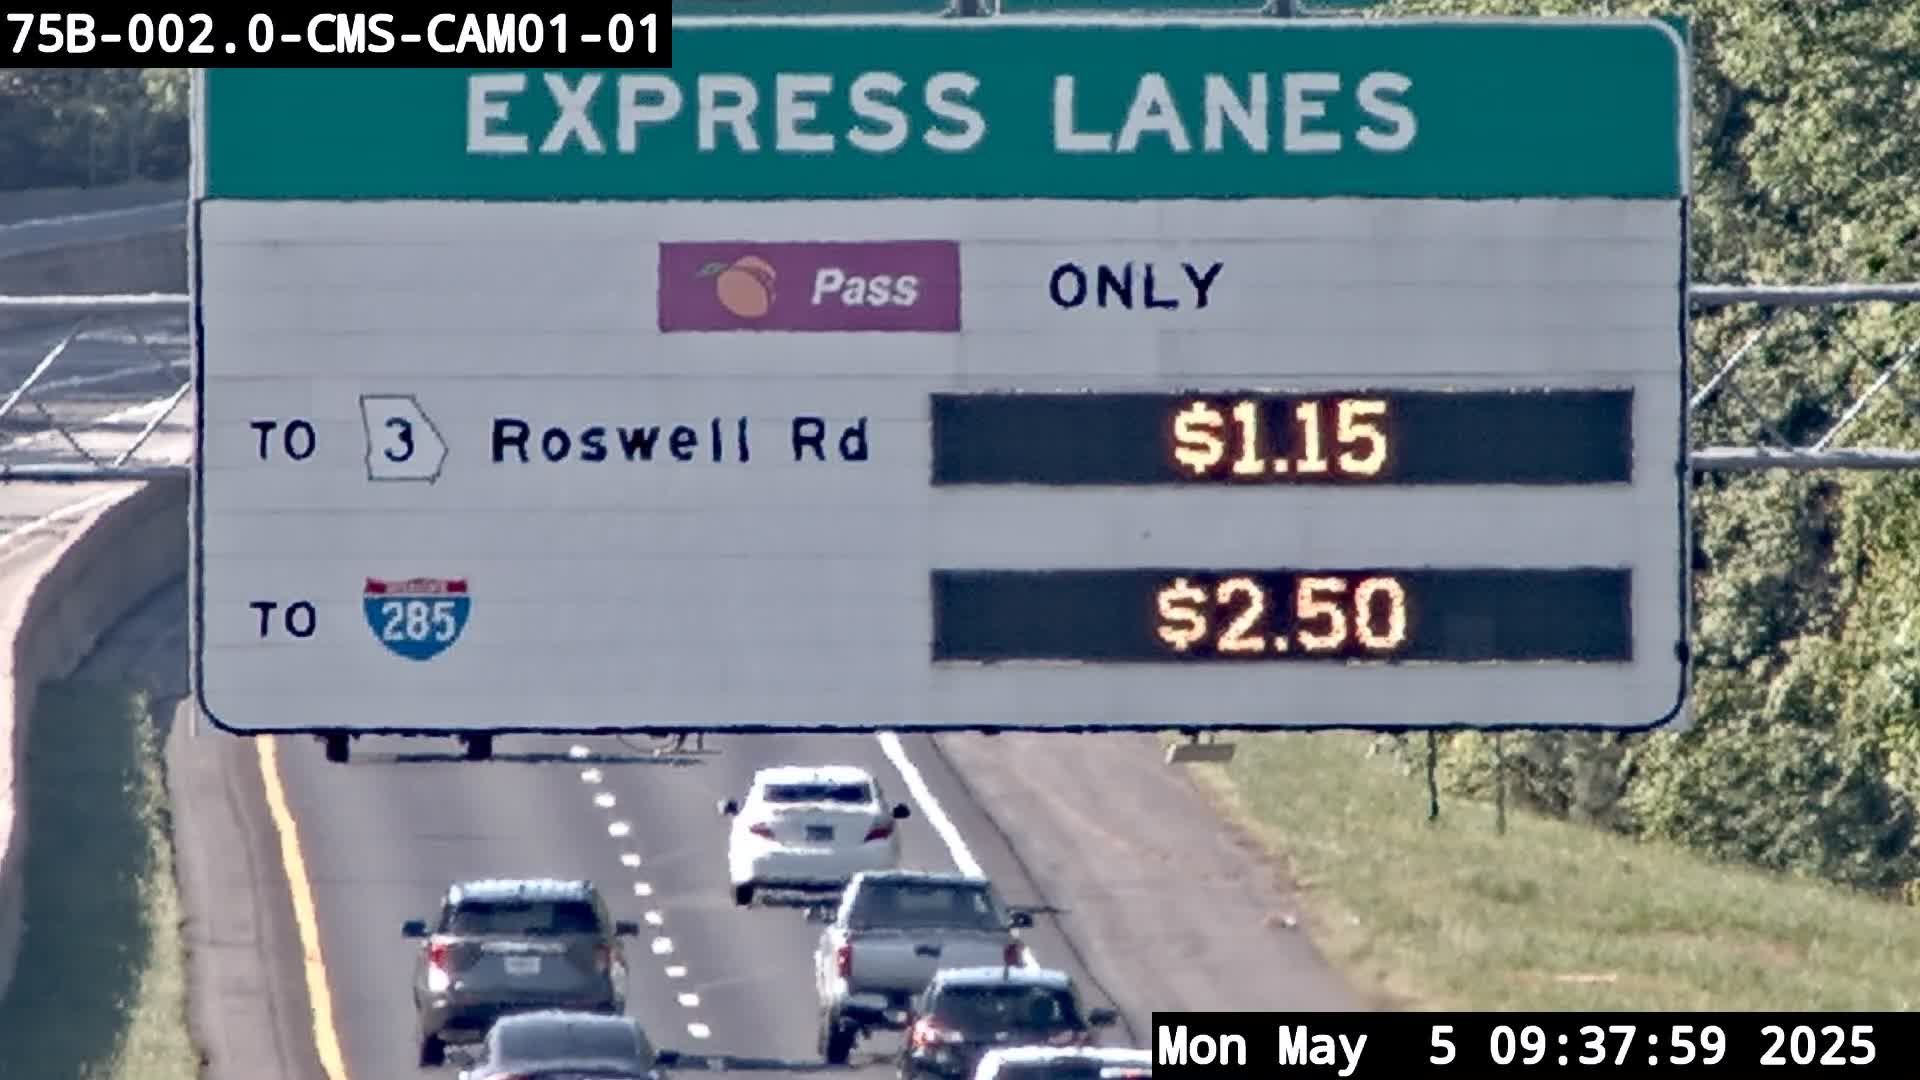 75B-002.0-CMS-CAM01-01
EXPRESS LANES
Pass ONLY
TO 3 Roswell Rd $1.15
TO 285 $2.50
Mon May 5 09:37:59 2025